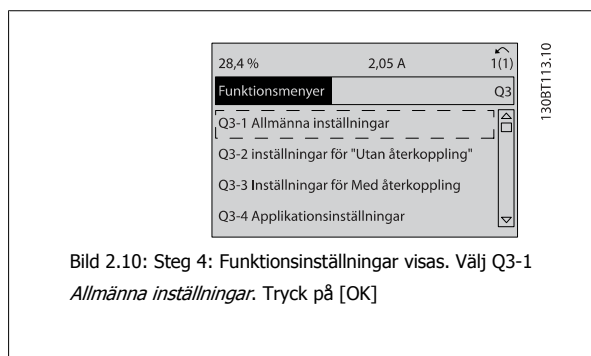 28,4 % 2,05 A 1(1)
Funktionsmenyer Q3
Q3-1 Allmänna inställningar
Q3-2 inställningar för "Utan återkoppling"
Q3-3 Inställningar för Med återkoppling
Q3-4 Applikationsinställningar
130BT113.10
Bild 2.10: Steg 4: Funktionsinställningar visas. Välj Q3-1
Allmänna inställningar. Tryck på [OK]